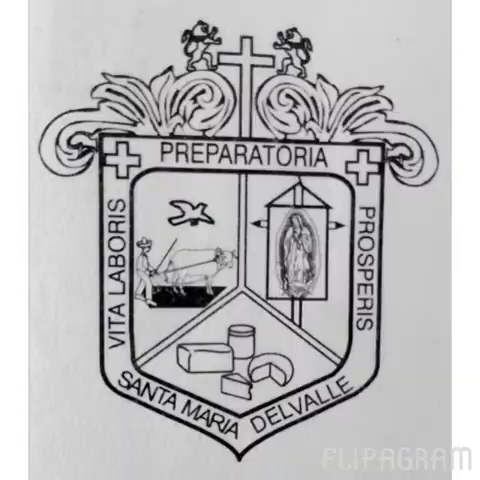 PREPARATORIA
VITA LABORIS
PROSPERIS
SANTA MARIA DELVALLE
FLIPAGRAM